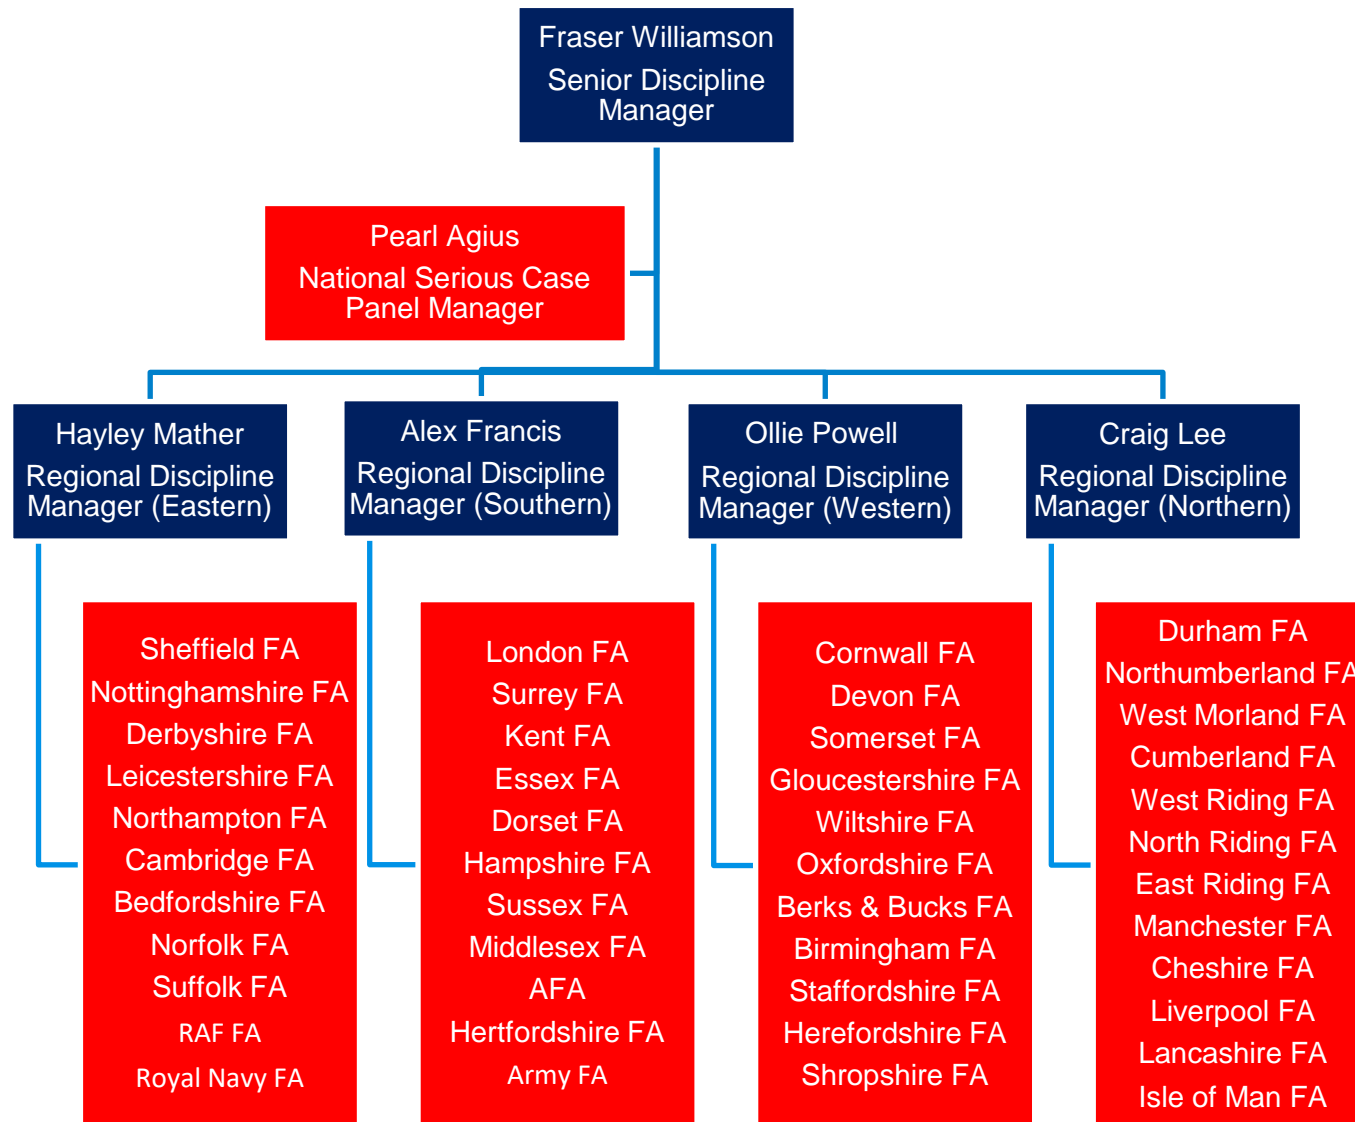 Fraser Williamson
Senior Discipline
Manager
Pearl Agius
National Serious Case
Panel Manager
Hayley Mather
Regional Discipline
Manager (Eastern)
Alex Francis
Regional Discipline
Manager (Southern)
Ollie Powell
Regional Discipline
Manager (Western)
Craig Lee
Regional Discipline
Manager (Northern)
Sheffield FA
Nottinghamshire FA
Derbyshire FA
Leicestershire FA
Northampton FA
Cambridge FA
Bedfordshire FA
Norfolk FA
Suffolk FA
RAF FA
Royal Navy FA
London FA
Surrey FA
Kent FA
Essex FA
Dorset FA
Hampshire FA
Sussex FA
Middlesex FA
AFA
Hertfordshire FA
Army FA
Cornwall FA
Devon FA
Somerset FA
Gloucestershire FA
Wiltshire FA
Oxfordshire FA
Berks & Bucks FA
Birmingham FA
Staffordshire FA
Herefordshire FA
Shropshire FA
Durham FA
Northumberland FA
West Morland FA
Cumberland FA
West Riding FA
North Riding FA
East Riding FA
Manchester FA
Cheshire FA
Liverpool FA
Lancashire FA
Isle of Man FA